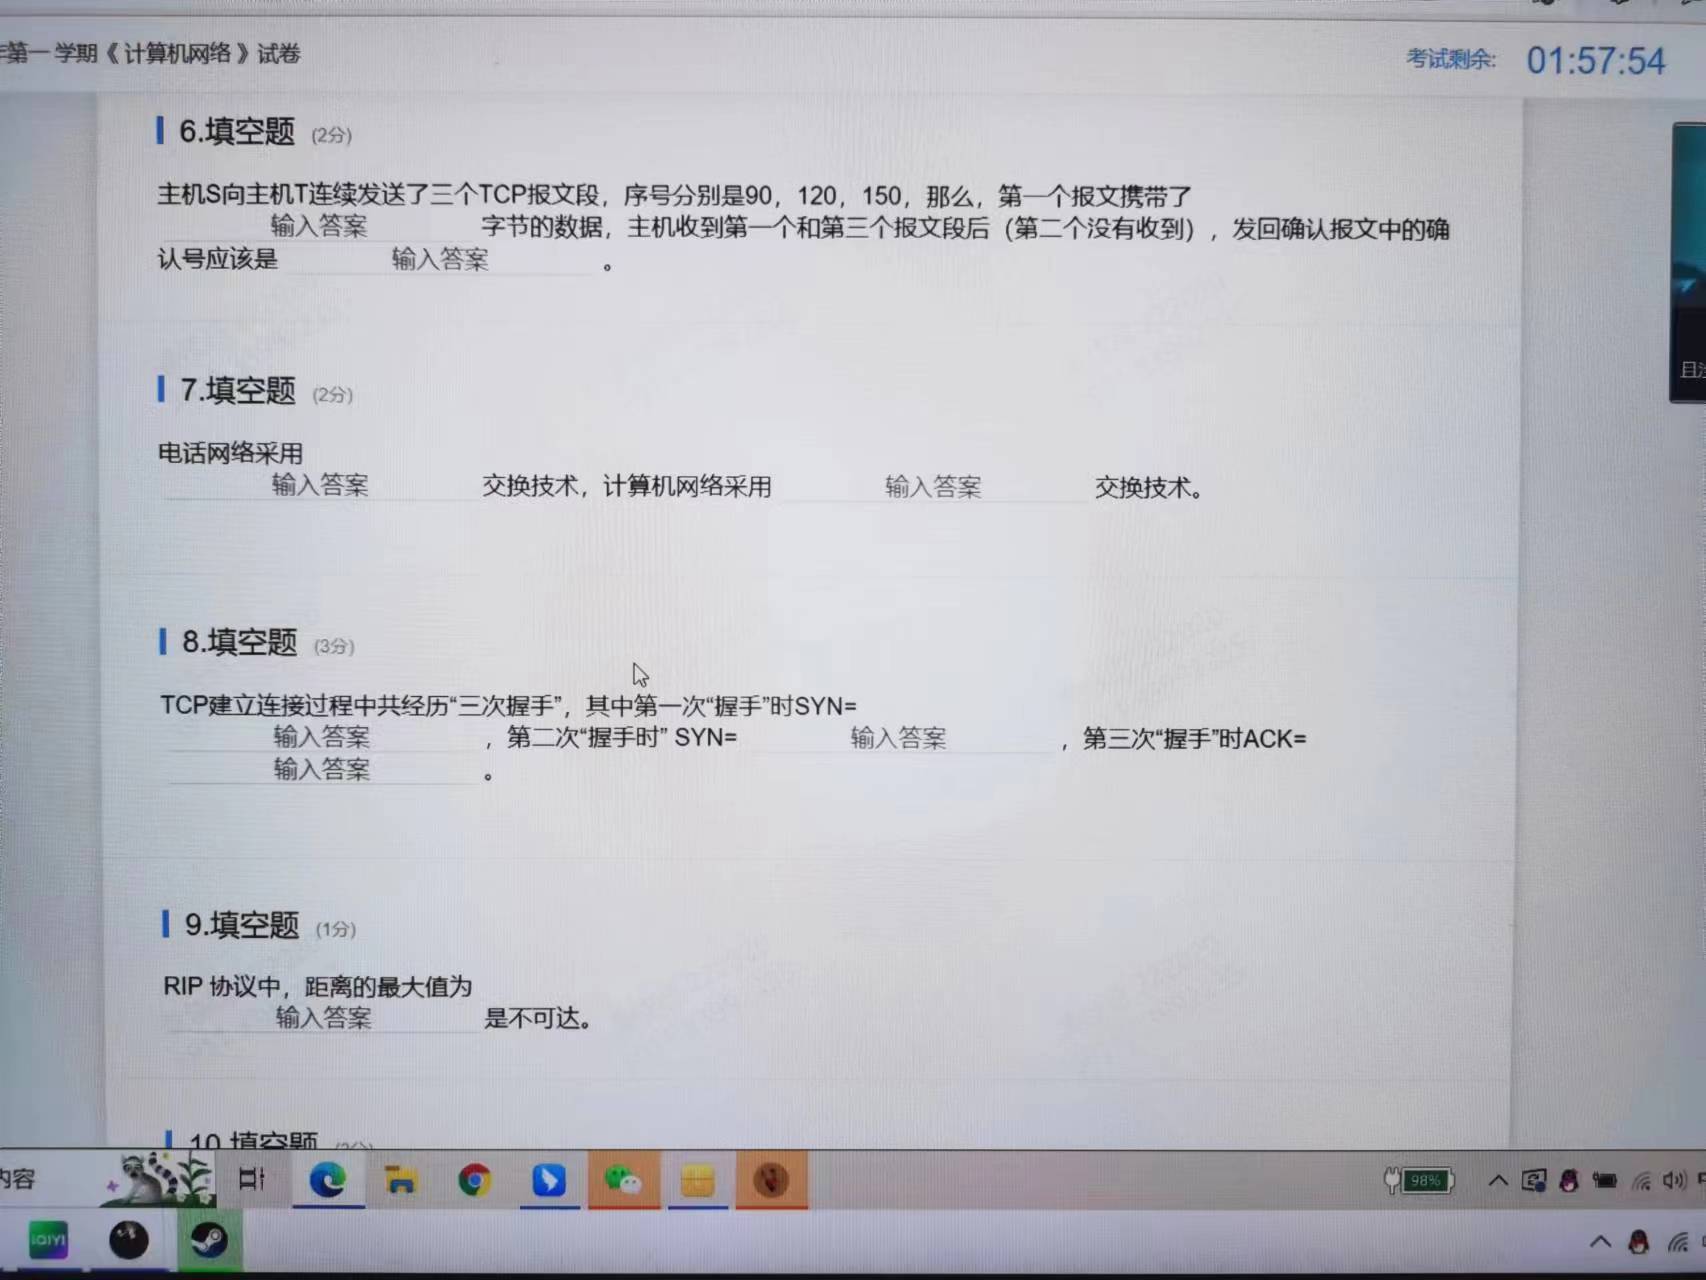 第一学期《 计算机网络 》试卷
考试剩余: 01:57:54
6.填空题 (2分)
主机S向主机T连续发送了三个TCP报文段，序号分别是90，120，150，那么，第一个报文携带了
输入答案 字节的数据，主机收到第一个和第三个报文段后（第二个没有收到），发回确认报文中的确
认号应该是 输入答案 。
7.填空题 (2分)
电话网络采用
输入答案 交换技术，计算机网络采用 输入答案 交换技术。
8.填空题 (3分)
TCP建立连接过程中共经历“三次握手”，其中第一次“握手”时SYN=
输入答案 ，第二次“握手时” SYN= 输入答案 ，第三次“握手”时ACK=
输入答案 。
9.填空题 (1分)
RIP 协议中，距离的最大值为
输入答案 是不可达。
10.填空题
内容
98%
iQIYI